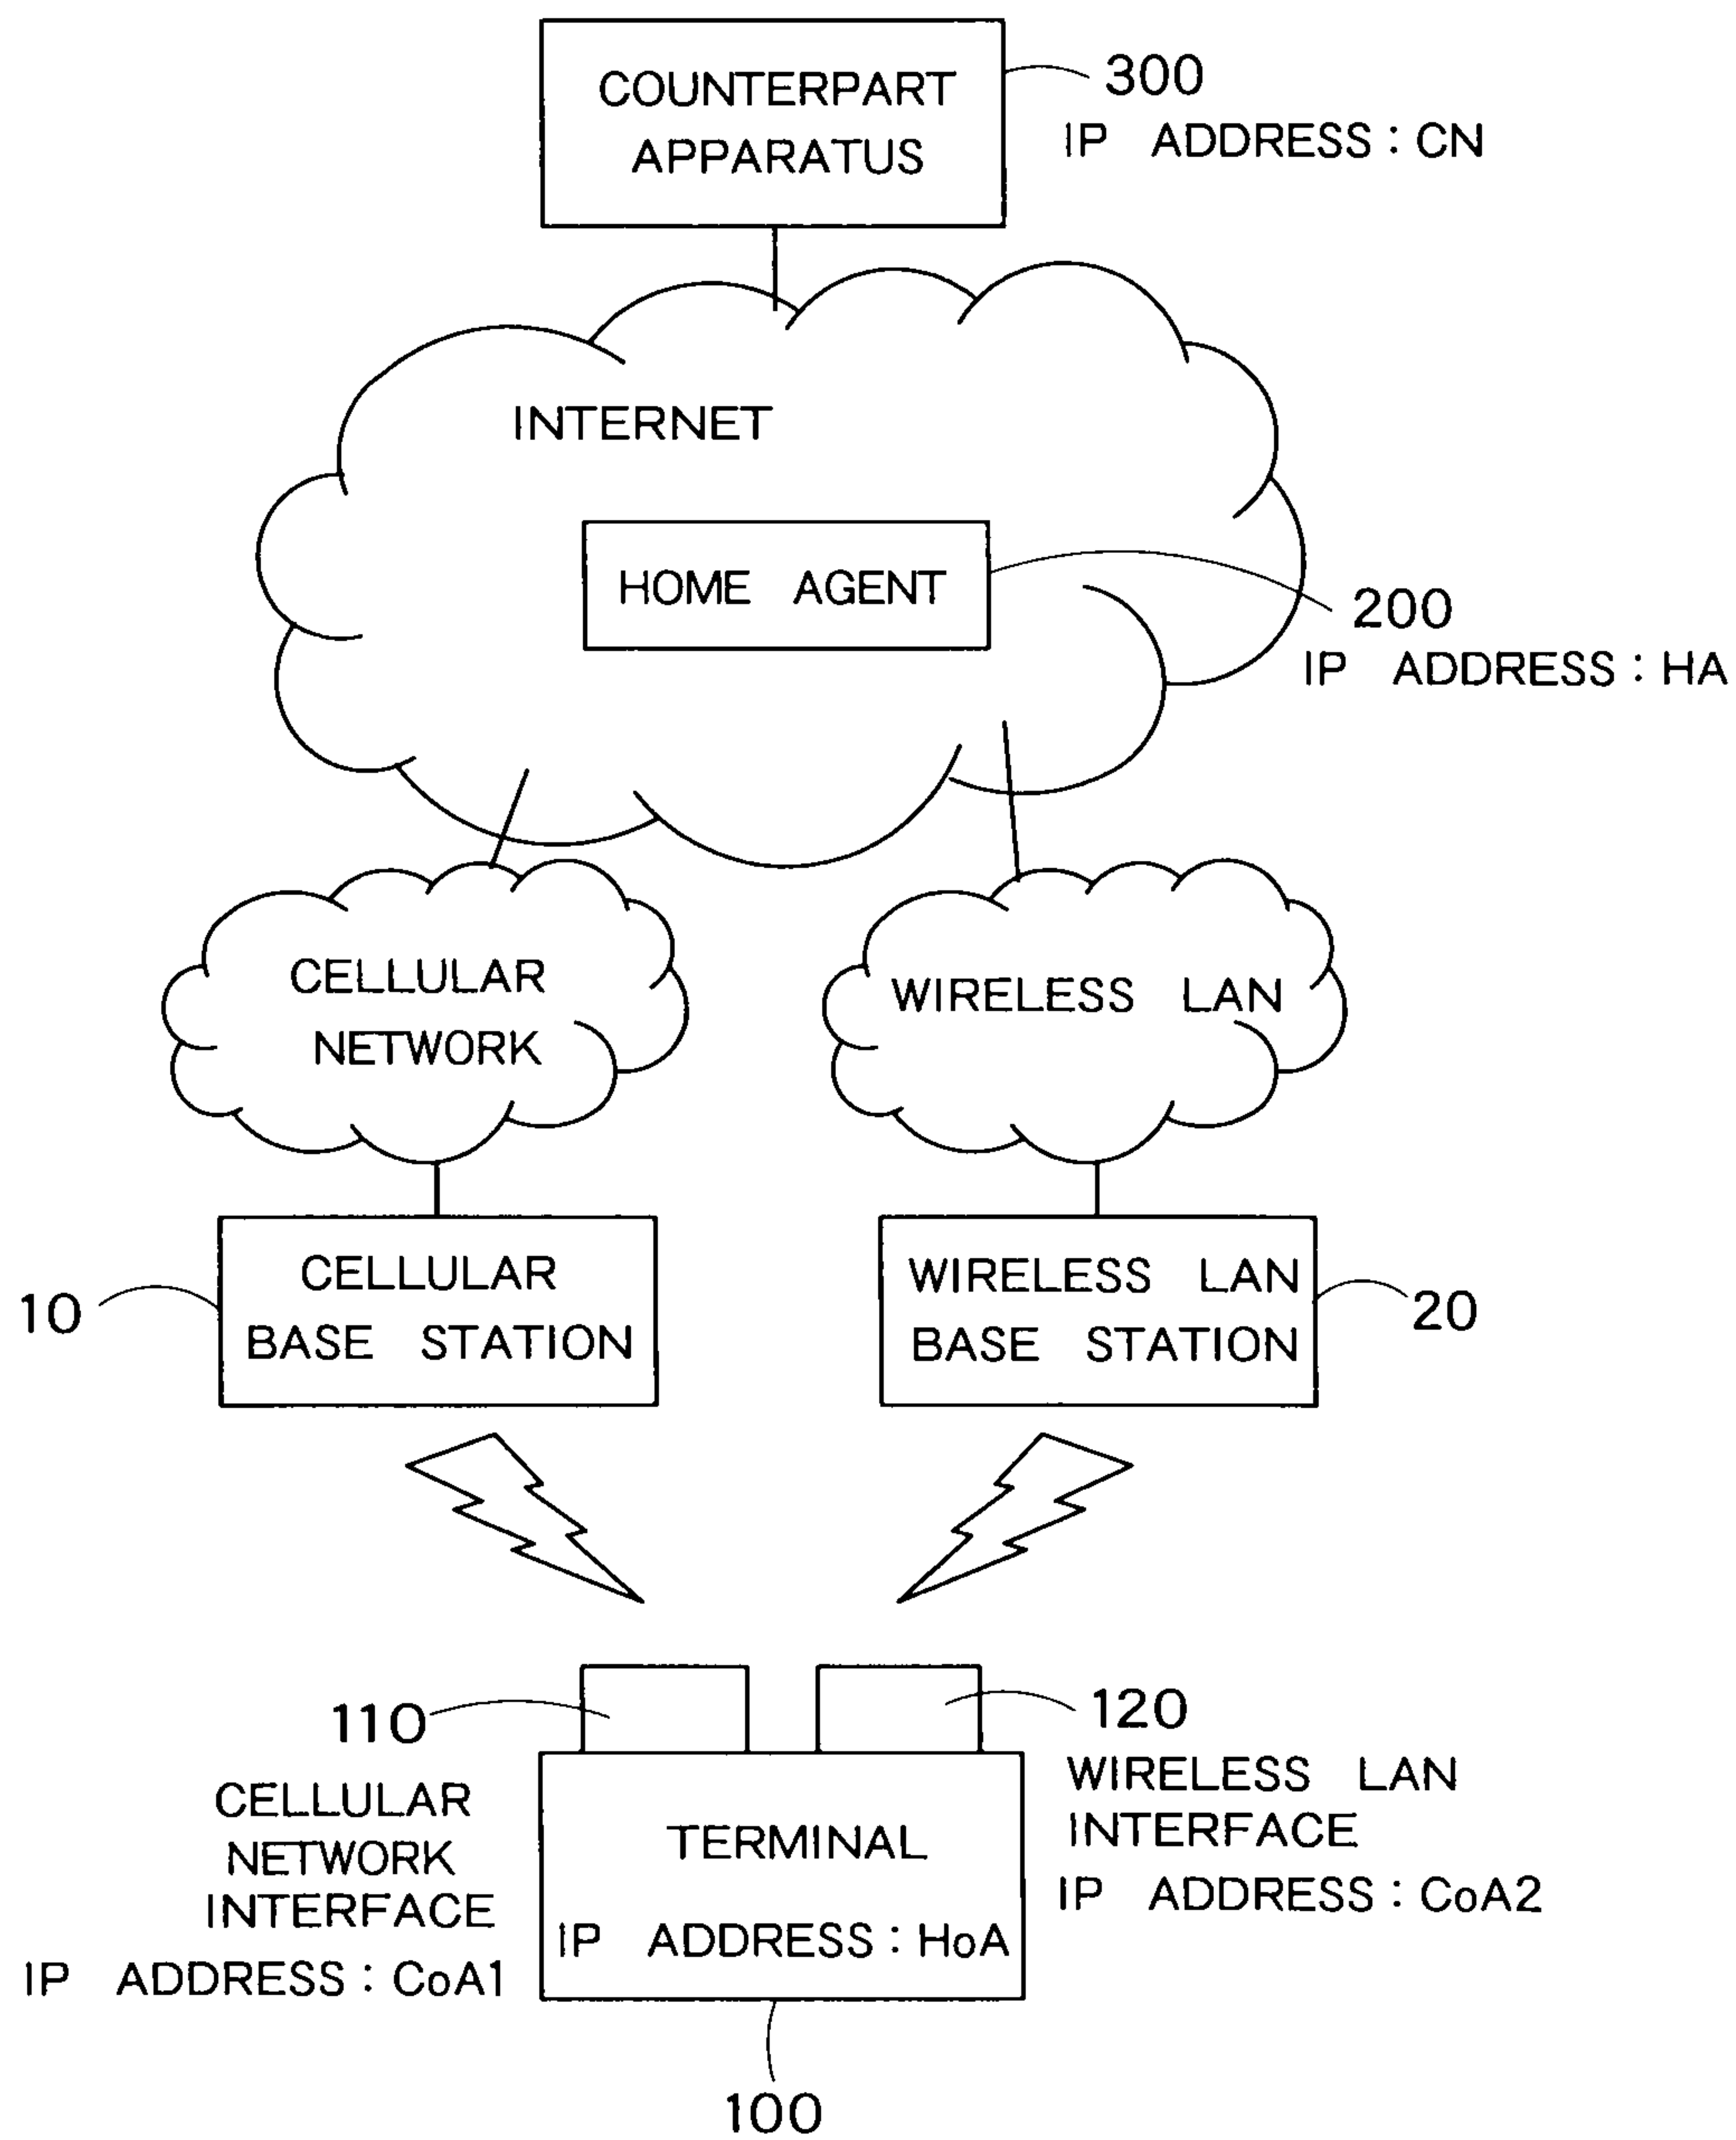 COUNTERPART
APPARATUS
300
IP ADDRESS : CN
INTERNET
HOME AGENT
200
IP ADDRESS : HA
CELLULAR
NETWORK
WIRELESS LAN
CELLULAR
BASE STATION
10
WIRELESS LAN
BASE STATION
20
110
CELLULAR
NETWORK
INTERFACE
IP ADDRESS : CoA1
120
WIRELESS LAN
INTERFACE
IP ADDRESS : CoA2
TERMINAL
IP ADDRESS : HoA
100